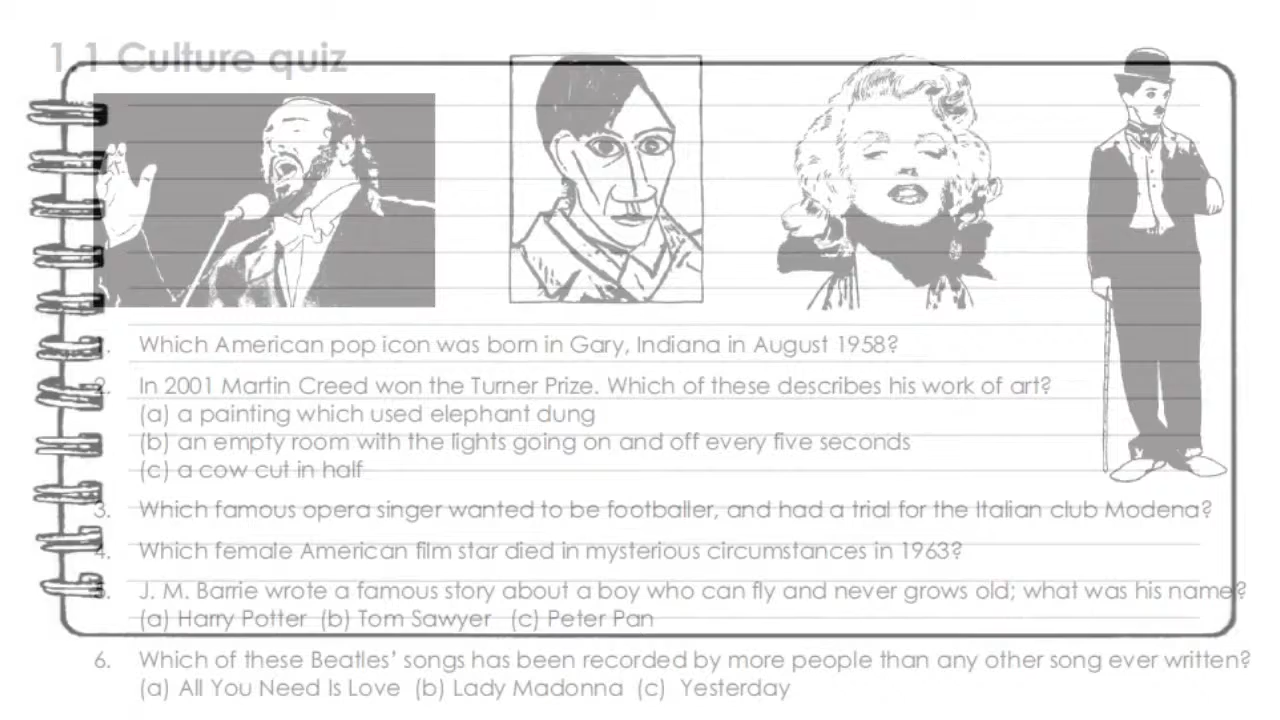 1.1 Culture quiz
1. Which American pop icon was born in Gary, Indiana in August 1958?
2. In 2001 Martin Creed won the Turner Prize. Which of these describes his work of art?
(a) a painting which used elephant dung
(b) an empty room with the lights going on and off every five seconds
(c) a cow cut in half
3. Which famous opera singer wanted to be footballer, and had a trial for the Italian club Modena?
4. Which female American film star died in mysterious circumstances in 1963?
5. J. M. Barrie wrote a famous story about a boy who can fly and never grows old; what was his name?
(a) Harry Potter (b) Tom Sawyer (c) Peter Pan
6. Which of these Beatles' songs has been recorded by more people than any other song ever written?
(a) All You Need Is Love (b) Lady Madonna (c) Yesterday